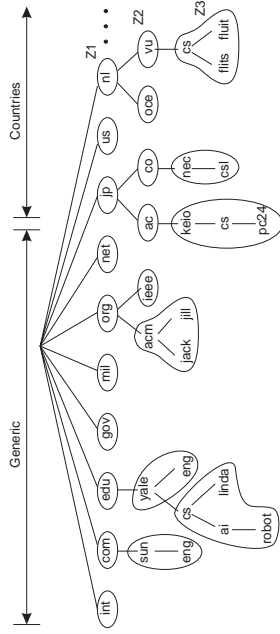 Generic Countries
Z1
int com edu gov mil org net jp us nl
Z2
sun yale acm ieee ac co oce vu
eng eng jack jill keio nec cs
cs cs csl flits fluit
Z3
ai linda pc24
robot